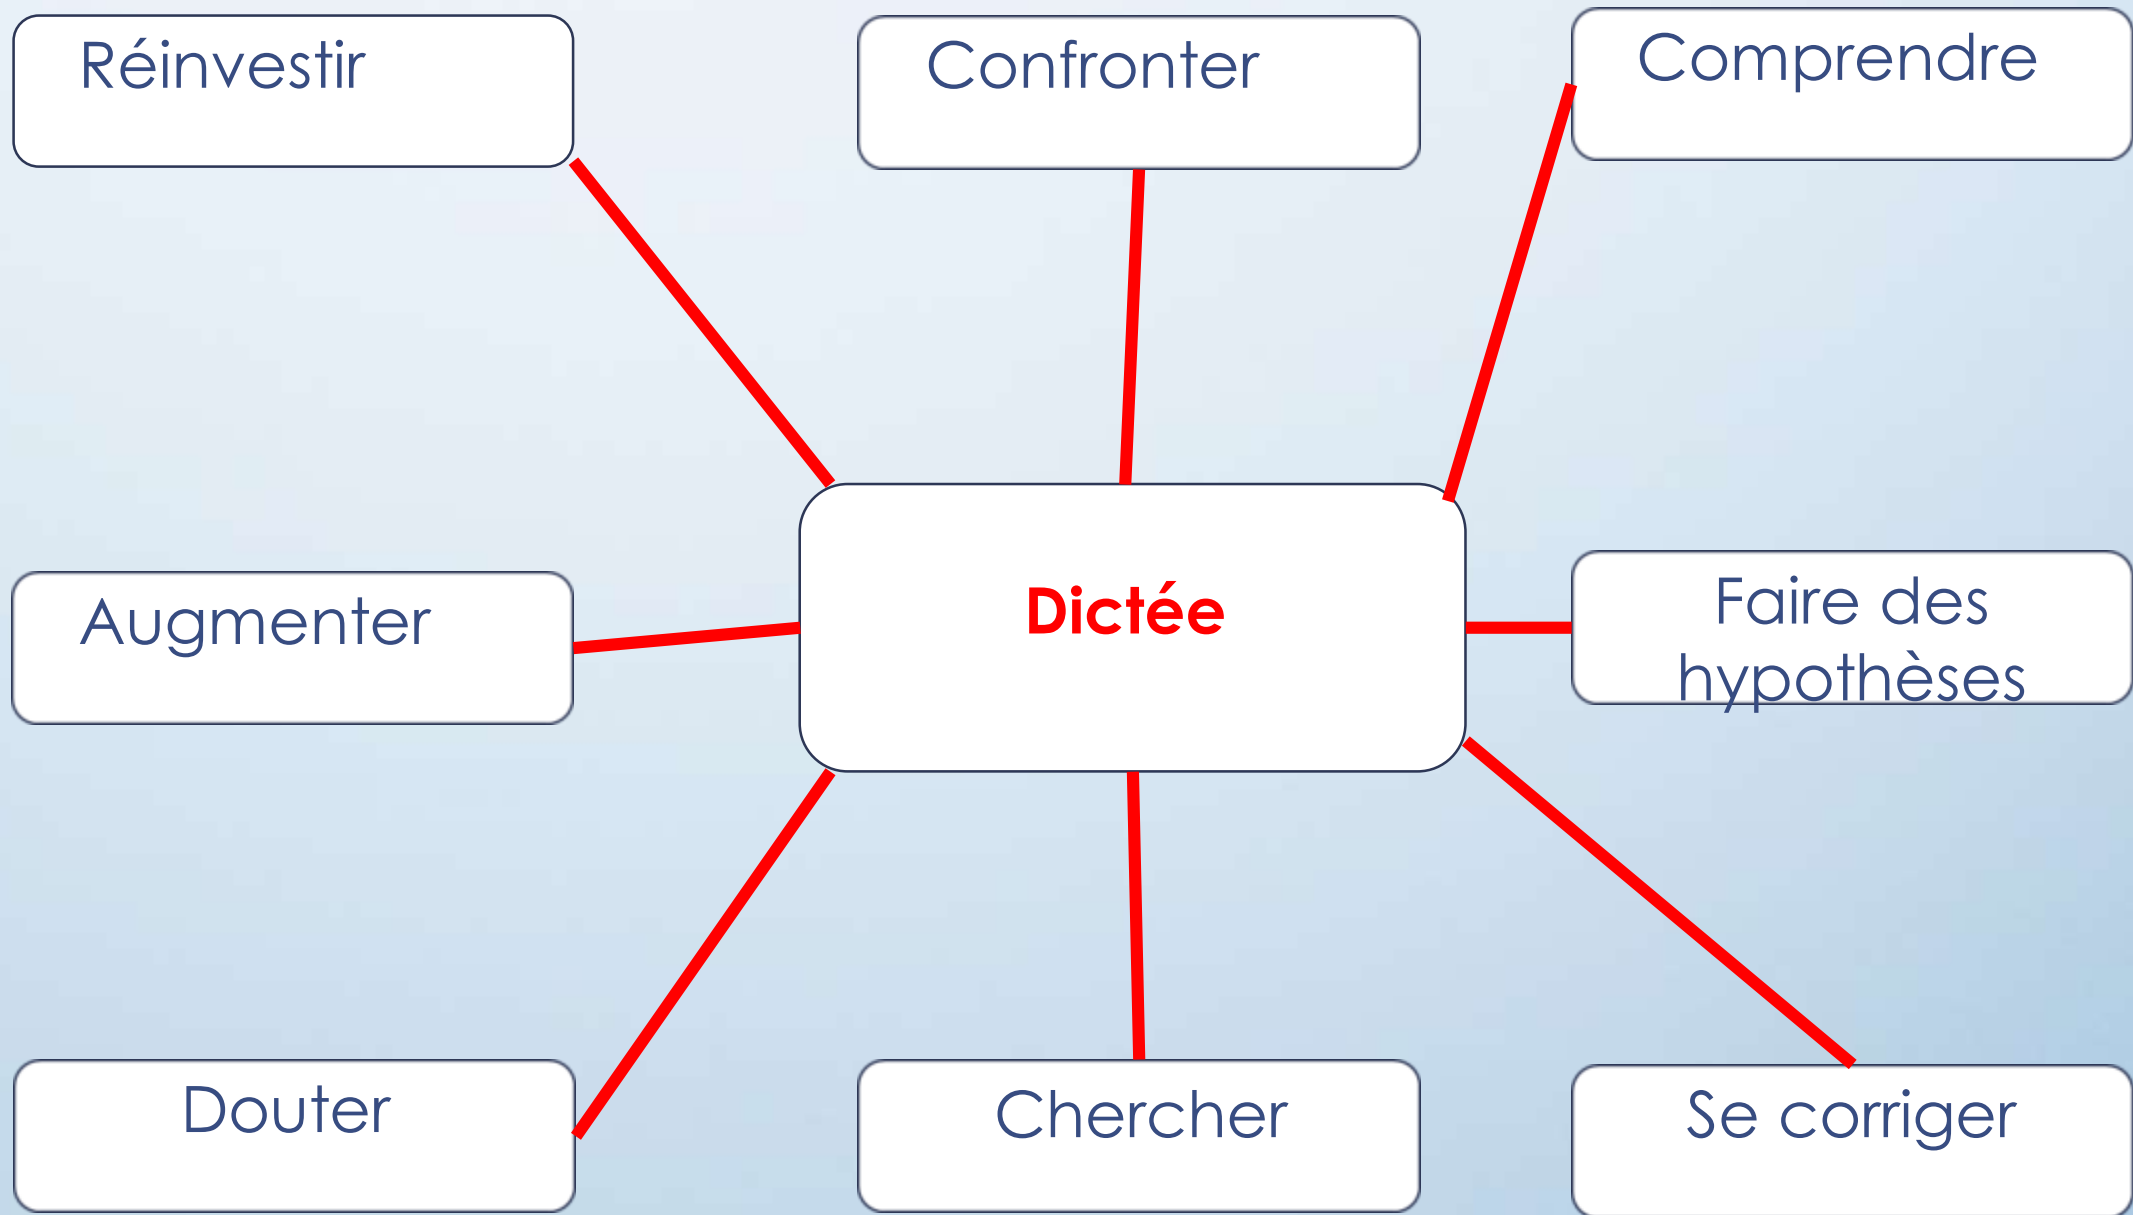 Réinvestir
Confronter
Comprendre
Augmenter
Dictée
Faire des
hypothèses
Douter
Chercher
Se corriger